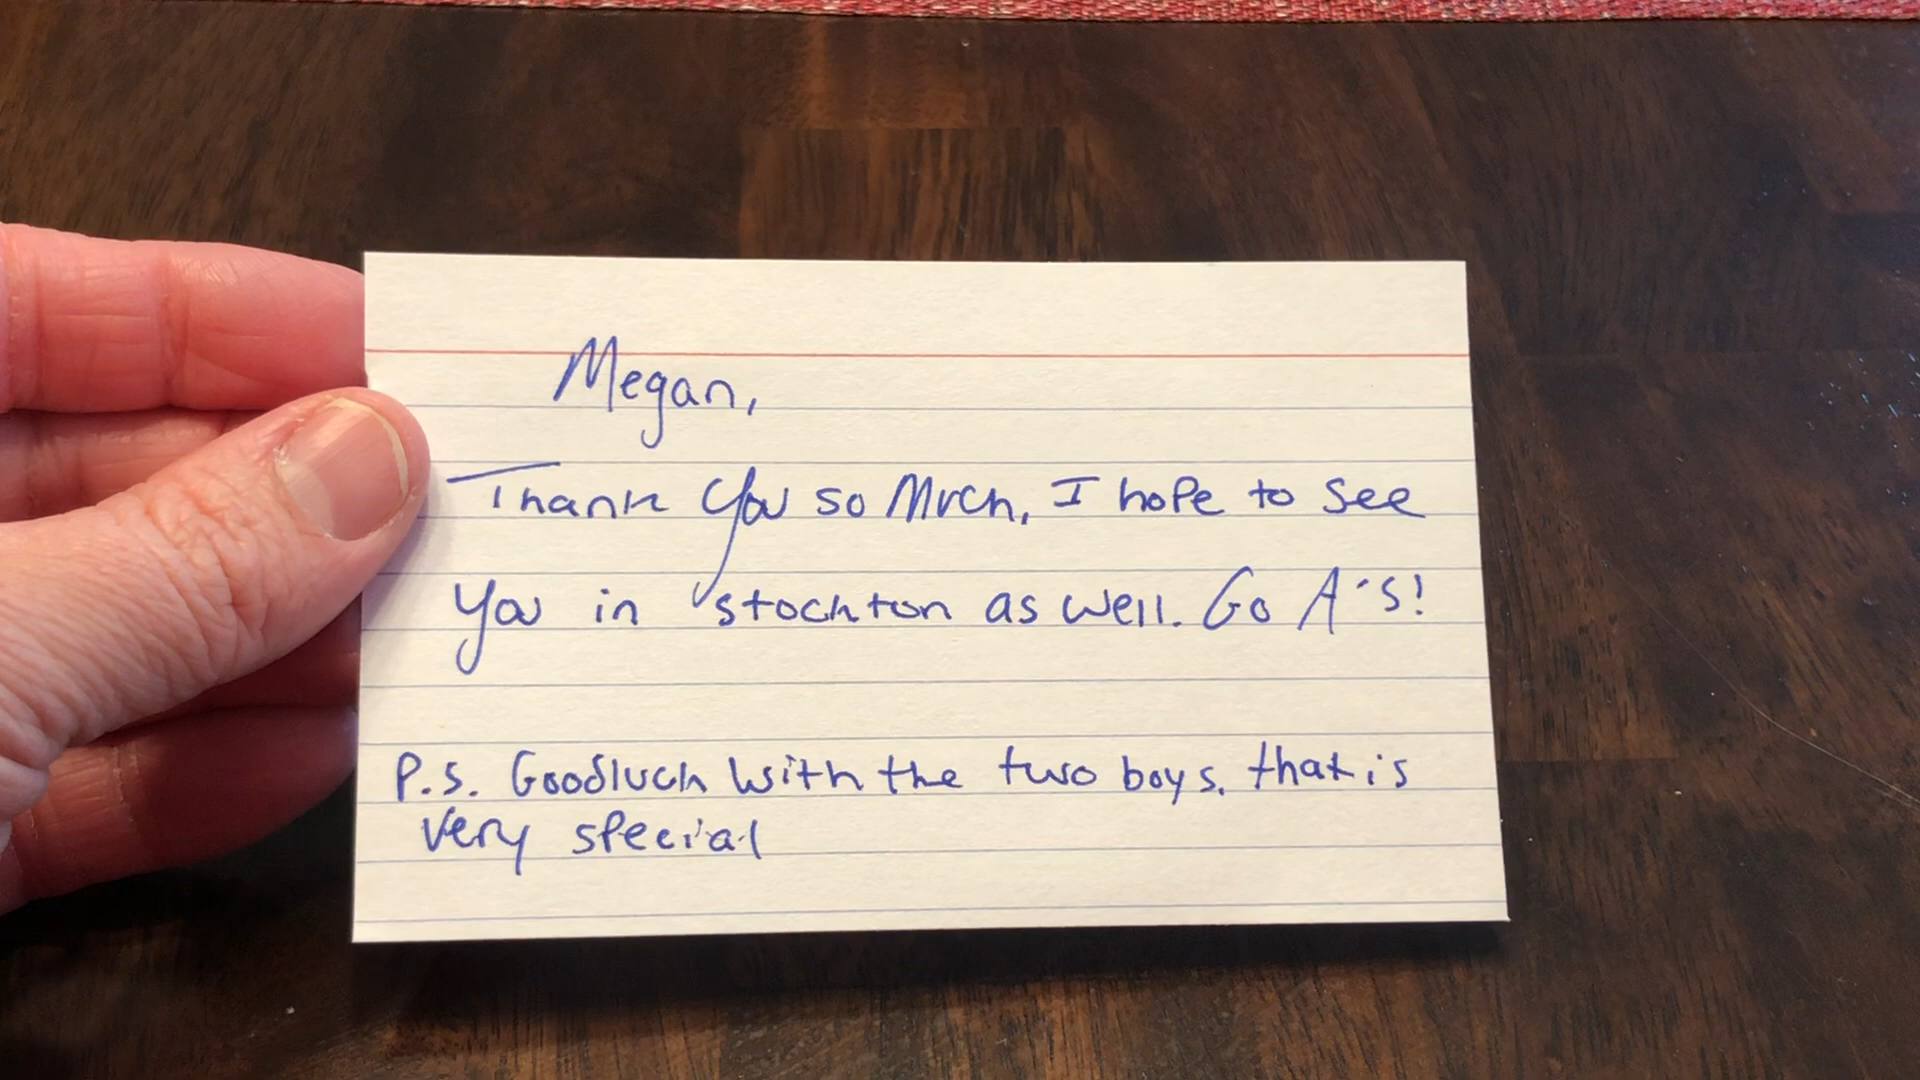 Megan,
Thank You so Much, I hope to see
you in stockton as well. Go A's!
P.S. Goodluck with the two boys, that is
very special